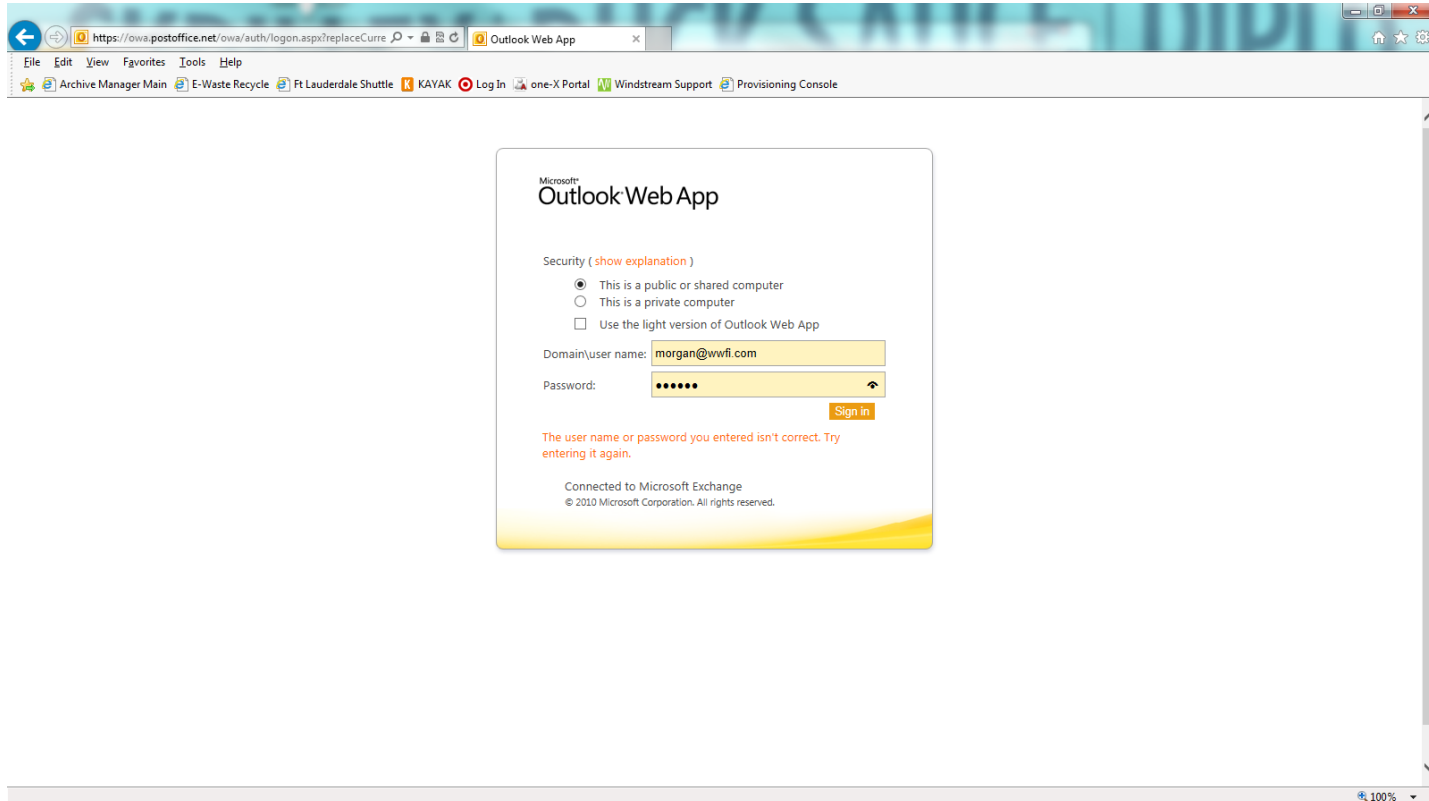 https://owa.postoffice.net/owa/auth/logon.aspx?replaceCurre
Outlook Web App
File Edit View Favorites Tools Help
Archive Manager Main E-Waste Recycle Ft Lauderdale Shuttle KAYAK Log In one-X Portal Windstream Support Provisioning Console
Microsoft®
Outlook Web App
Security ( show explanation )
This is a public or shared computer
This is a private computer
Use the light version of Outlook Web App
Domain\user name: morgan@wwfi.com
Password: ••••••
Sign in
The user name or password you entered isn't correct. Try
entering it again.
Connected to Microsoft Exchange
© 2010 Microsoft Corporation. All rights reserved.
100%